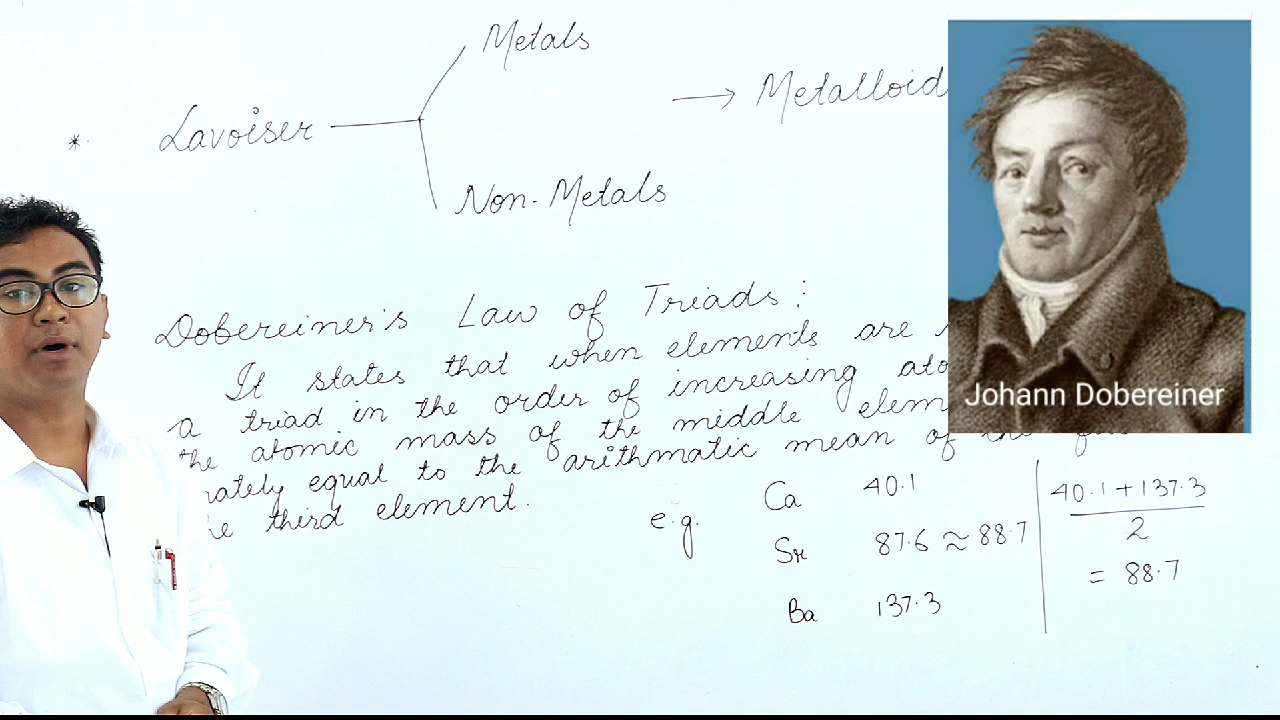 Metals
* Lavoiser
→ Metalloid
Non-Metals
Johann Dobereiner
Dobereiner's Law of Triads :
It states that when elements are
a triad in the order of increasing
the atomic mass of the middle
equal to the arithmatic mean of
third element.
e.g. Ca 40.1
Sr 87.6 ≈ 88.7
Ba 137.3
40.1 + 137.3
2
= 88.7